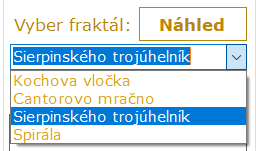 Vyber fraktál: Náhled
Sierpinského trojúhelník
Kochova vločka
Cantorovo mračno
Sierpinského trojúhelník
Spirála